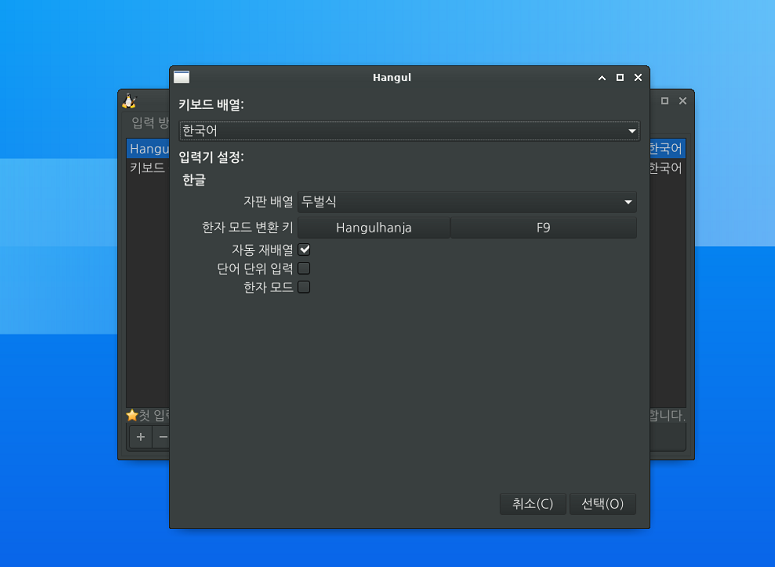 Hangul
입력 방
키보드 배열:
한국어
Hangu
한국어
키보드
한국어
입력기 설정:
한글
자판 배열 두벌식
한자 모드 변환 키 Hangulhanja F9
자동 재배열
단어 단위 입력
한자 모드
첫 입력
합니다.
+ −
취소(C) 선택(O)